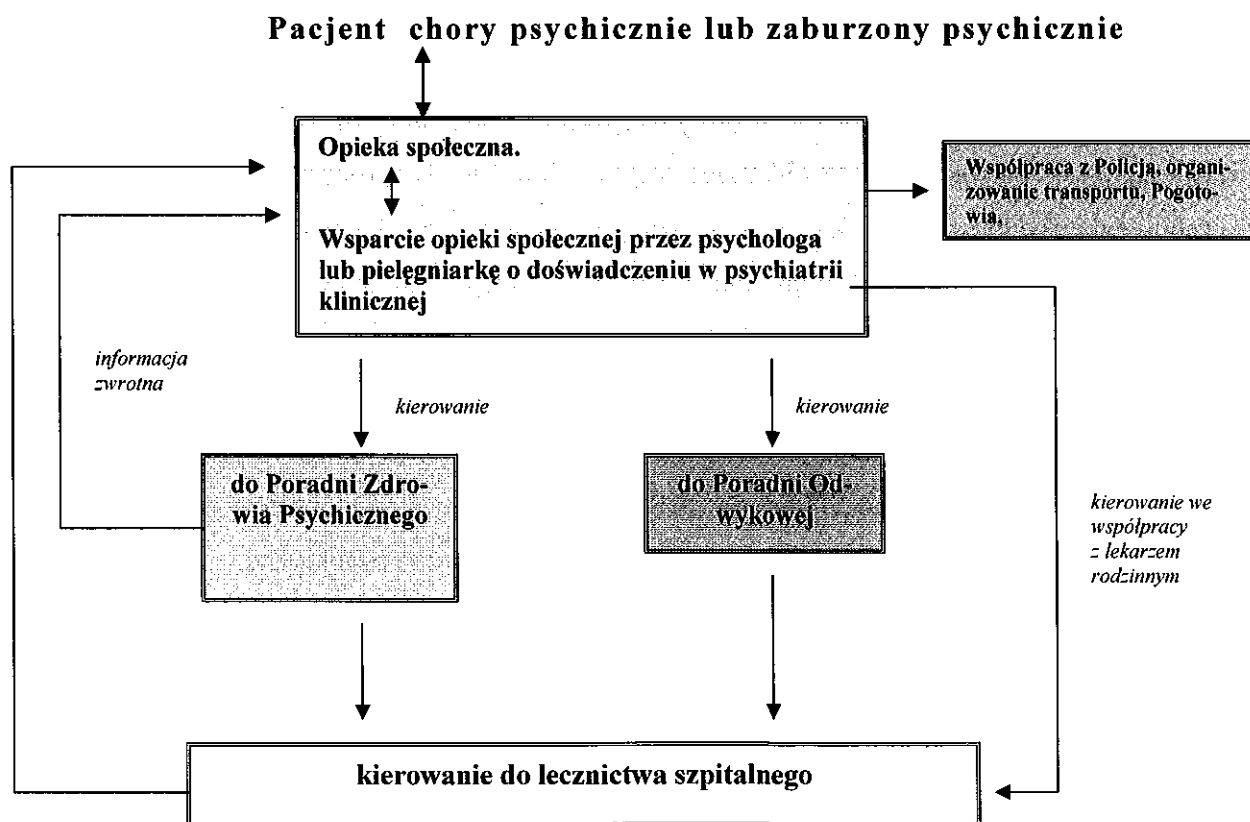 Pacjent chory psychicznie lub zaburzony psychicznie
Opieka społeczna.
Wsparcie opieki społecznej przez psychologa
lub pielęgniarkę o doświadczeniu w psychiatrii
klinicznej
Współpraca z Policją, organi-
zowanie transportu, Pogoto-
wia,
informacja
zwrotna
kierowanie
kierowanie
do Poradni Zdro-
wia Psychicznego
do Poradni Od-
wykowej
kierowanie we
współpracy
z lekarzem
rodzinnym
kierowanie do lecznictwa szpitalnego